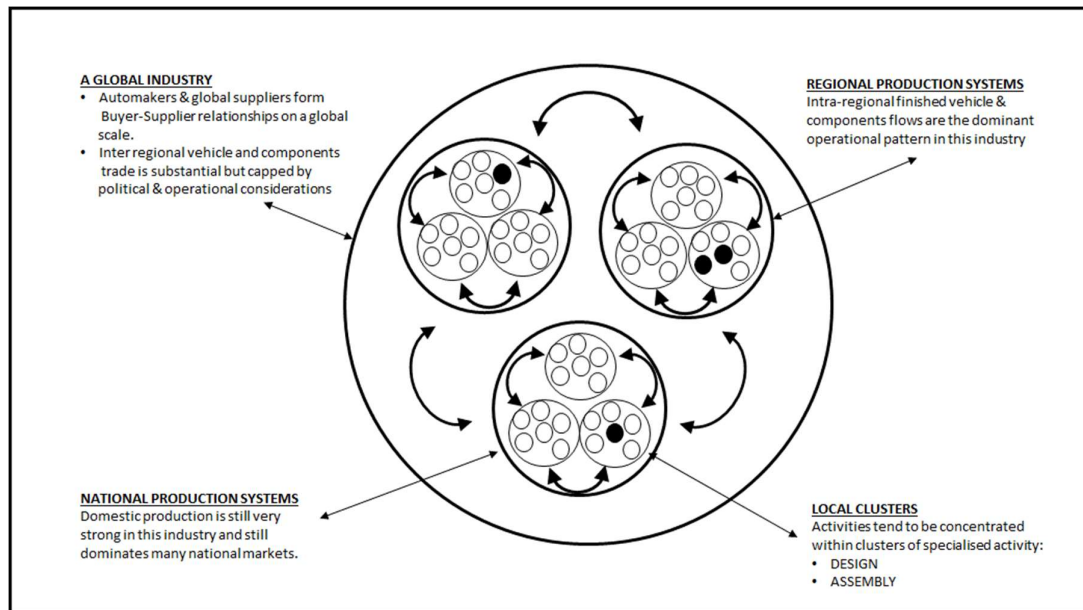 A GLOBAL INDUSTRY
• Automakers & global suppliers form
Buyer-Supplier relationships on a global
scale.
• Inter regional vehicle and components
trade is substantial but capped by
political & operational considerations
REGIONAL PRODUCTION SYSTEMS
Intra-regional finished vehicle &
components flows are the dominant
operational pattern in this industry
NATIONAL PRODUCTION SYSTEMS
Domestic production is still very
strong in this industry and still
dominates many national markets.
LOCAL CLUSTERS
Activities tend to be concentrated
within clusters of specialised activity:
• DESIGN
• ASSEMBLY